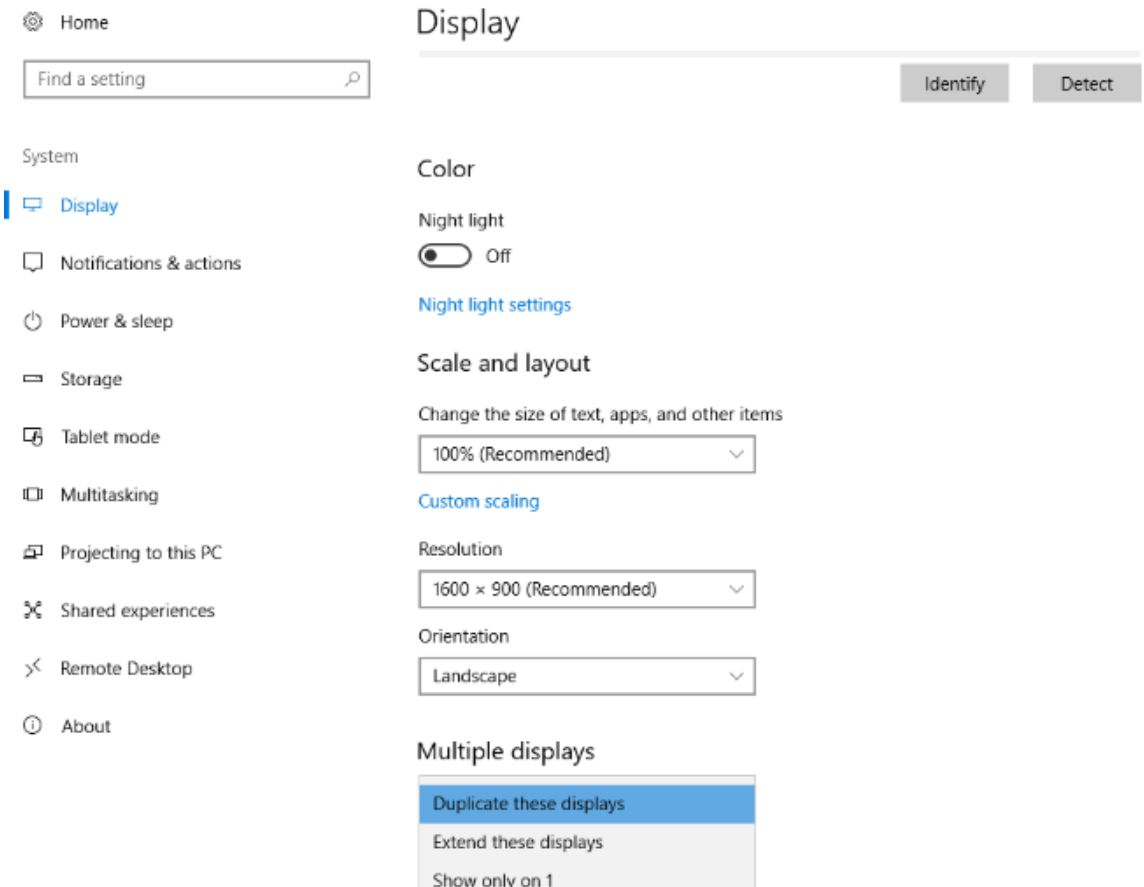 Home
Find a setting
System
Display
Notifications & actions
Power & sleep
Storage
Tablet mode
Multitasking
Projecting to this PC
Shared experiences
Remote Desktop
About
Display
Identify
Detect
Color
Night light
Off
Night light settings
Scale and layout
Change the size of text, apps, and other items
100% (Recommended)
Custom scaling
Resolution
1600 × 900 (Recommended)
Orientation
Landscape
Multiple displays
Duplicate these displays
Extend these displays
Show only on 1